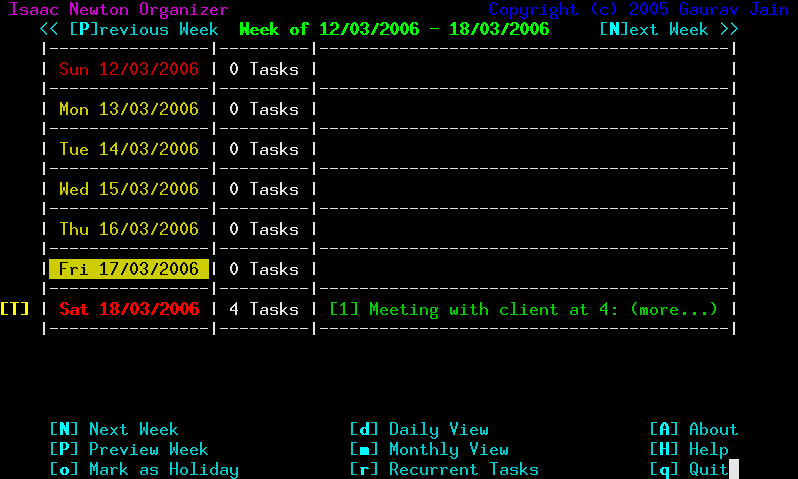 Isaac Newton Organizer Copyright (c) 2005 Gaurav Jain
<< [P]revious Week Week of 12/03/2006 - 18/03/2006 [N]ext Week >>
Sun 12/03/2006 | 0 Tasks |
Mon 13/03/2006 | 0 Tasks |
Tue 14/03/2006 | 0 Tasks |
Wed 15/03/2006 | 0 Tasks |
Thu 16/03/2006 | 0 Tasks |
Fri 17/03/2006 | 0 Tasks |
[T] | Sat 18/03/2006 | 4 Tasks | [1] Meeting with client at 4: (more...) |
[N] Next Week [d] Daily View [A] About
[P] Preview Week [m] Monthly View [H] Help
[o] Mark as Holiday [r] Recurrent Tasks [q] Quit